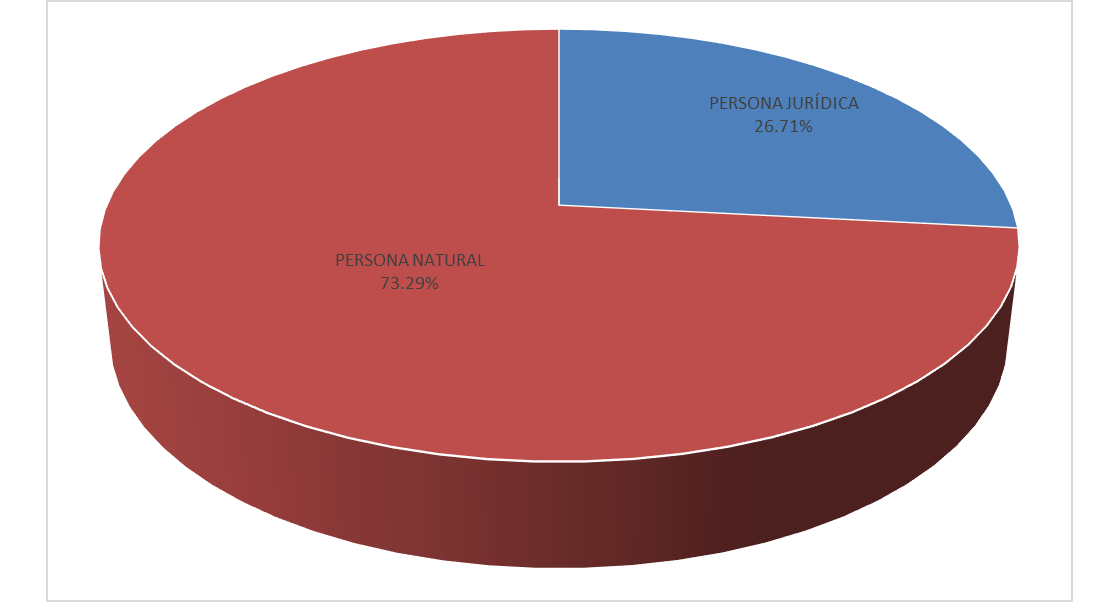 PERSONA JURÍDICA
26.71%
PERSONA NATURAL
73.29%